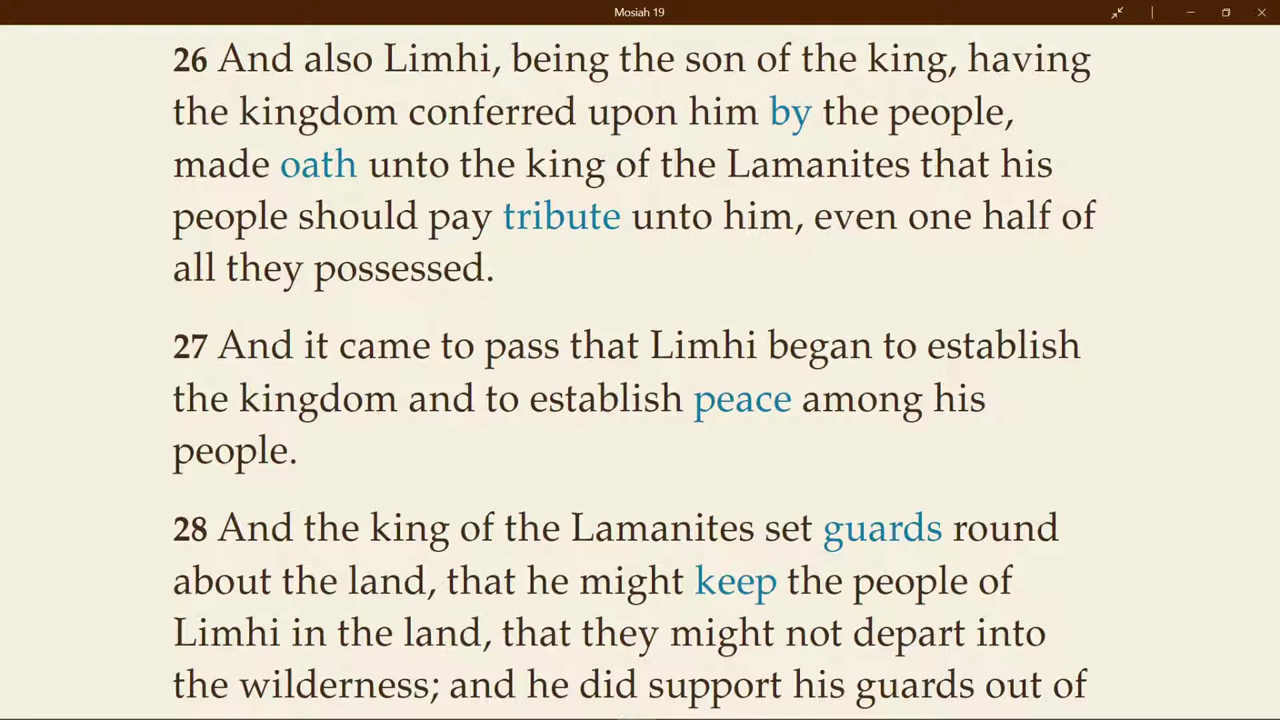 Mosiah 19
26 And also Limhi, being the son of the king, having
the kingdom conferred upon him by the people,
made oath unto the king of the Lamanites that his
people should pay tribute unto him, even one half of
all they possessed.
27 And it came to pass that Limhi began to establish
the kingdom and to establish peace among his
people.
28 And the king of the Lamanites set guards round
about the land, that he might keep the people of
Limhi in the land, that they might not depart into
the wilderness; and he did support his guards out of